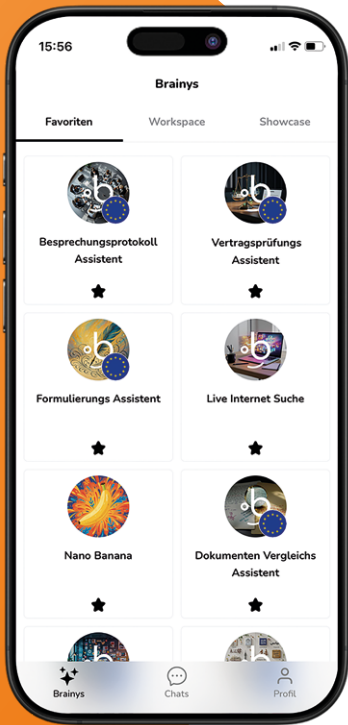 15:56
Brainys
Favoriten Workspace Showcase
Besprechungsprotokoll
Assistent
Vertragsprüfungs
Assistent
Formulierungs Assistent
Live Internet Suche
Nano Banana
Dokumenten Vergleichs
Assistent
Brainys Chats Profil